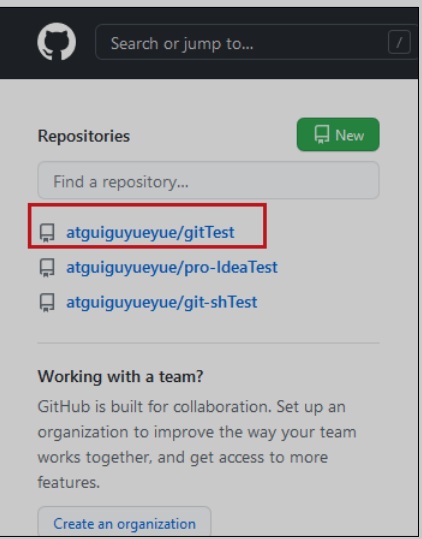 Search or jump to...
/
Repositories
New
Find a repository...
atguiguyueyue/gitTest
atguiguyueyue/pro-IdeaTest
atguiguyueyue/git-shTest
Working with a team?
GitHub is built for collaboration. Set up an
organization to improve the way your team
works together, and get access to more
features.
Create an organization